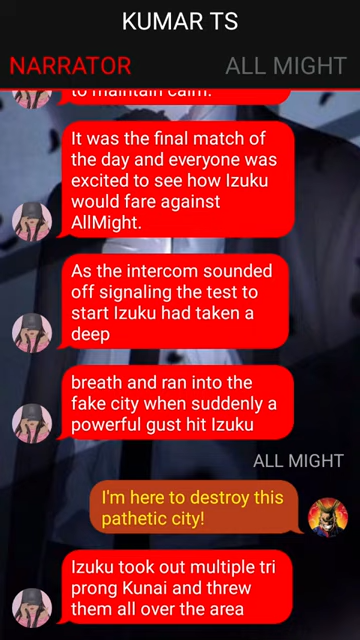 KUMAR TS
NARRATOR
ALL MIGHT
to maintain calm.
It was the final match of
the day and everyone was
excited to see how Izuku
would fare against
AllMight.
As the intercom sounded
off signaling the test to
start Izuku had taken a
deep
breath and ran into the
fake city when suddenly a
powerful gust hit Izuku
ALL MIGHT
I'm here to destroy this
pathetic city!
Izuku took out multiple tri
prong Kunai and threw
them all over the area